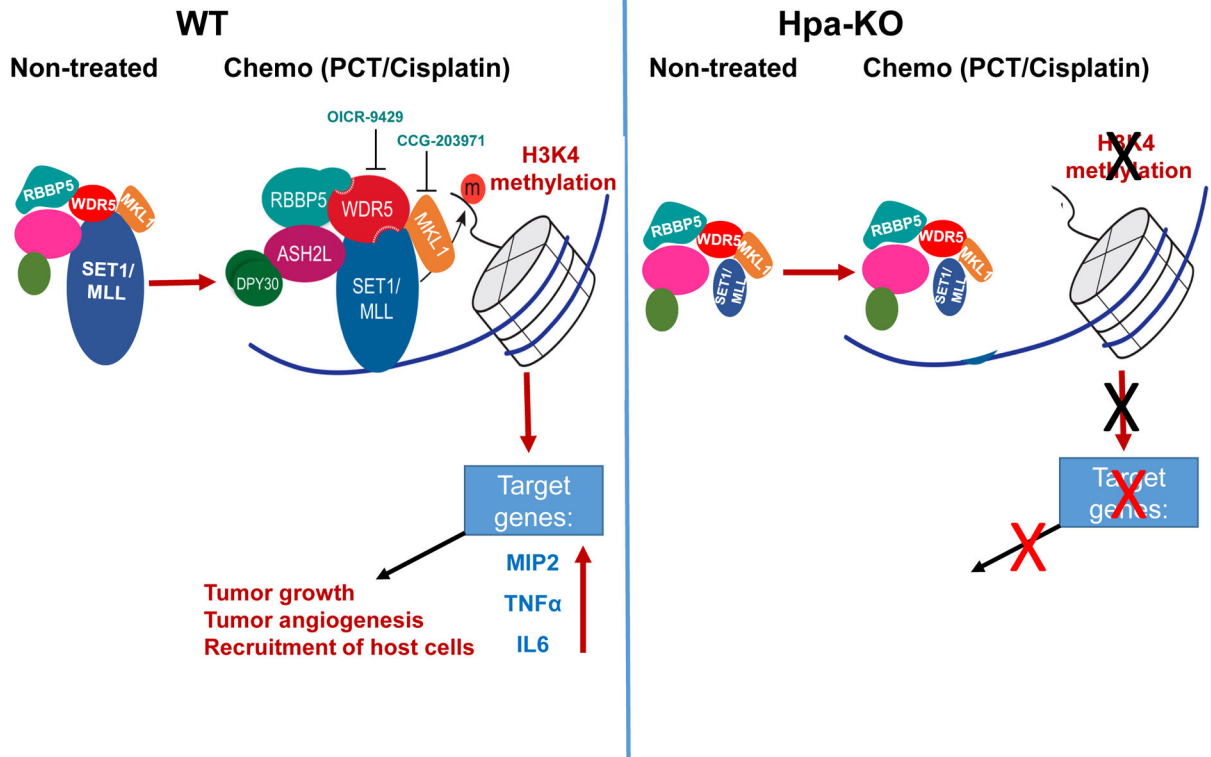 WT
Non-treated
Chemo (PCT/Cisplatin)
OICR-9429
CCG-203971
H3K4
methylation
m
RBBP5
WDR5
MKL1
SET1/
MLL
RBBP5
WDR5
MKL1
ASH2L
DPY30
SET1/
MLL
Target
genes:
MIP2
TNFα
IL6
Tumor growth
Tumor angiogenesis
Recruitment of host cells
Hpa-KO
Non-treated
Chemo (PCT/Cisplatin)
H3K4
methylation
RBBP5
WDR5
MKL1
SET1/
MLL
RBBP5
WDR5
MKL1
SET1/
MLL
X
X
Target
genes:
X
X